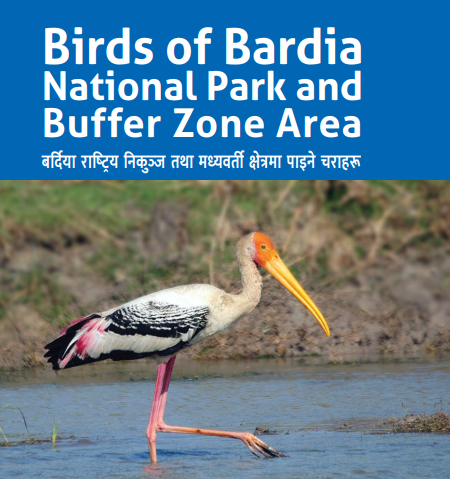 Birds of Bardia
National Park and
Buffer Zone Area
बर्दिया राष्ट्रिय निकुञ्ज तथा मध्यवर्ती क्षेत्रमा पाइने चराहरू